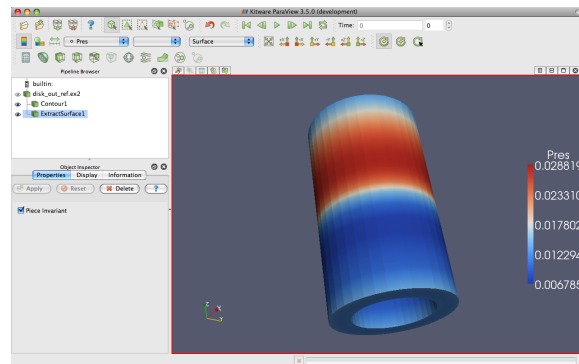 Kitware ParaView 3.5.0 (development)
Time: 0 0
Pres Surface
Pipeline Browser
builtin:
disk_out_ref.ex2
Contour1
ExtractSurface1
Object Inspector
Properties Display Information
Apply Reset Delete ?
Piece Invariant
Pres
0.028819
0.023310
0.017802
0.012294
0.006785
Z
Y